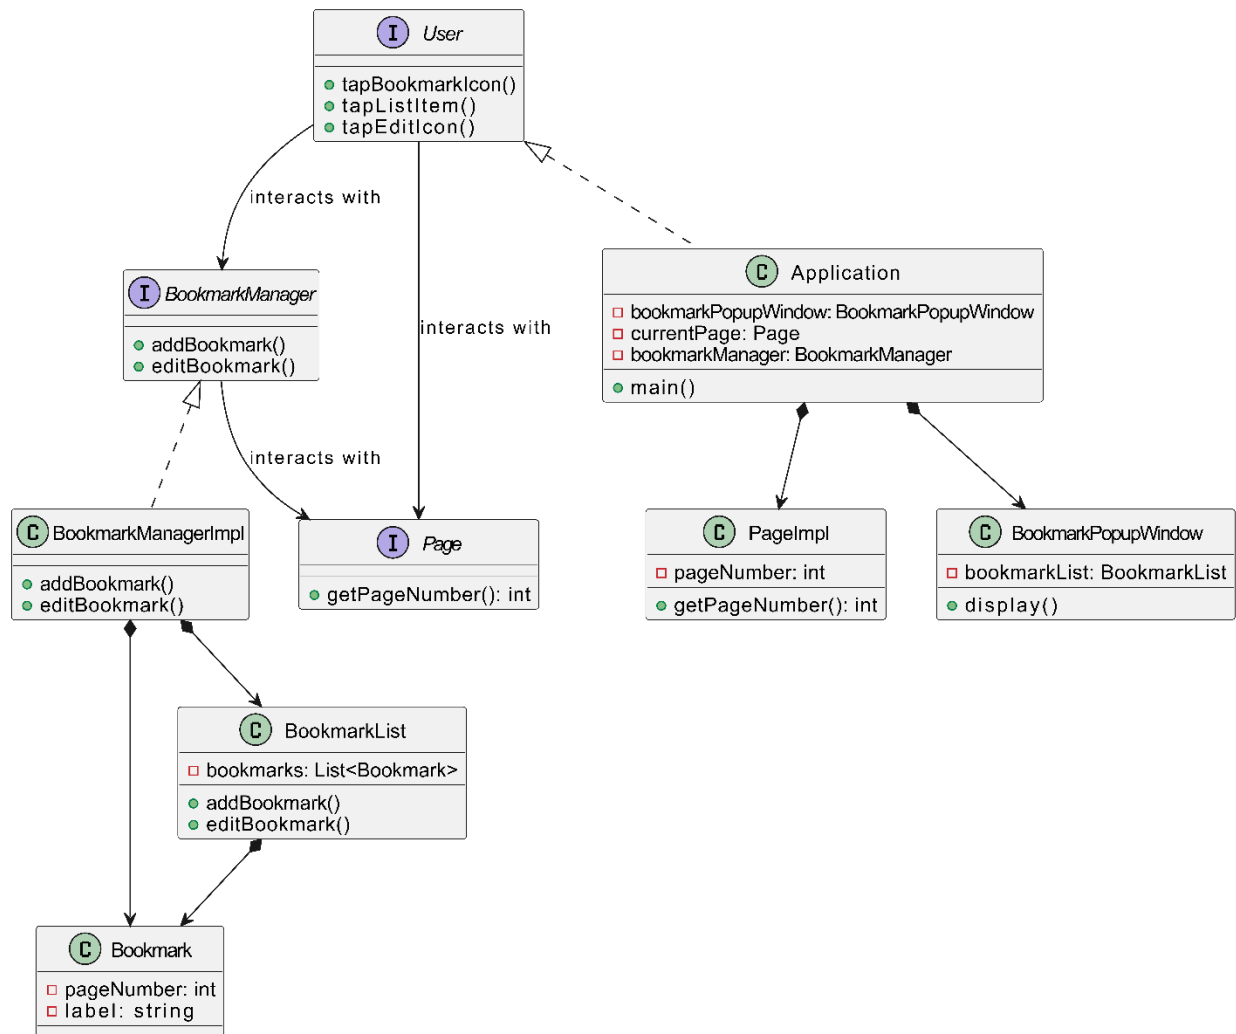 I User
tapBookmarkIcon()
tapListItem()
tapEditIcon()
interacts with
interacts with
I BookmarkManager
addBookmark()
editBookmark()
C Application
bookmarkPopupWindow: BookmarkPopupWindow
currentPage: Page
bookmarkManager: BookmarkManager
main()
interacts with
C BookmarkManagerImpl
addBookmark()
editBookmark()
I Page
getPageNumber(): int
C PageImpl
pageNumber: int
getPageNumber(): int
C BookmarkPopupWindow
bookmarkList: BookmarkList
display()
C BookmarkList
bookmarks: List<Bookmark>
addBookmark()
editBookmark()
C Bookmark
pageNumber: int
label: string